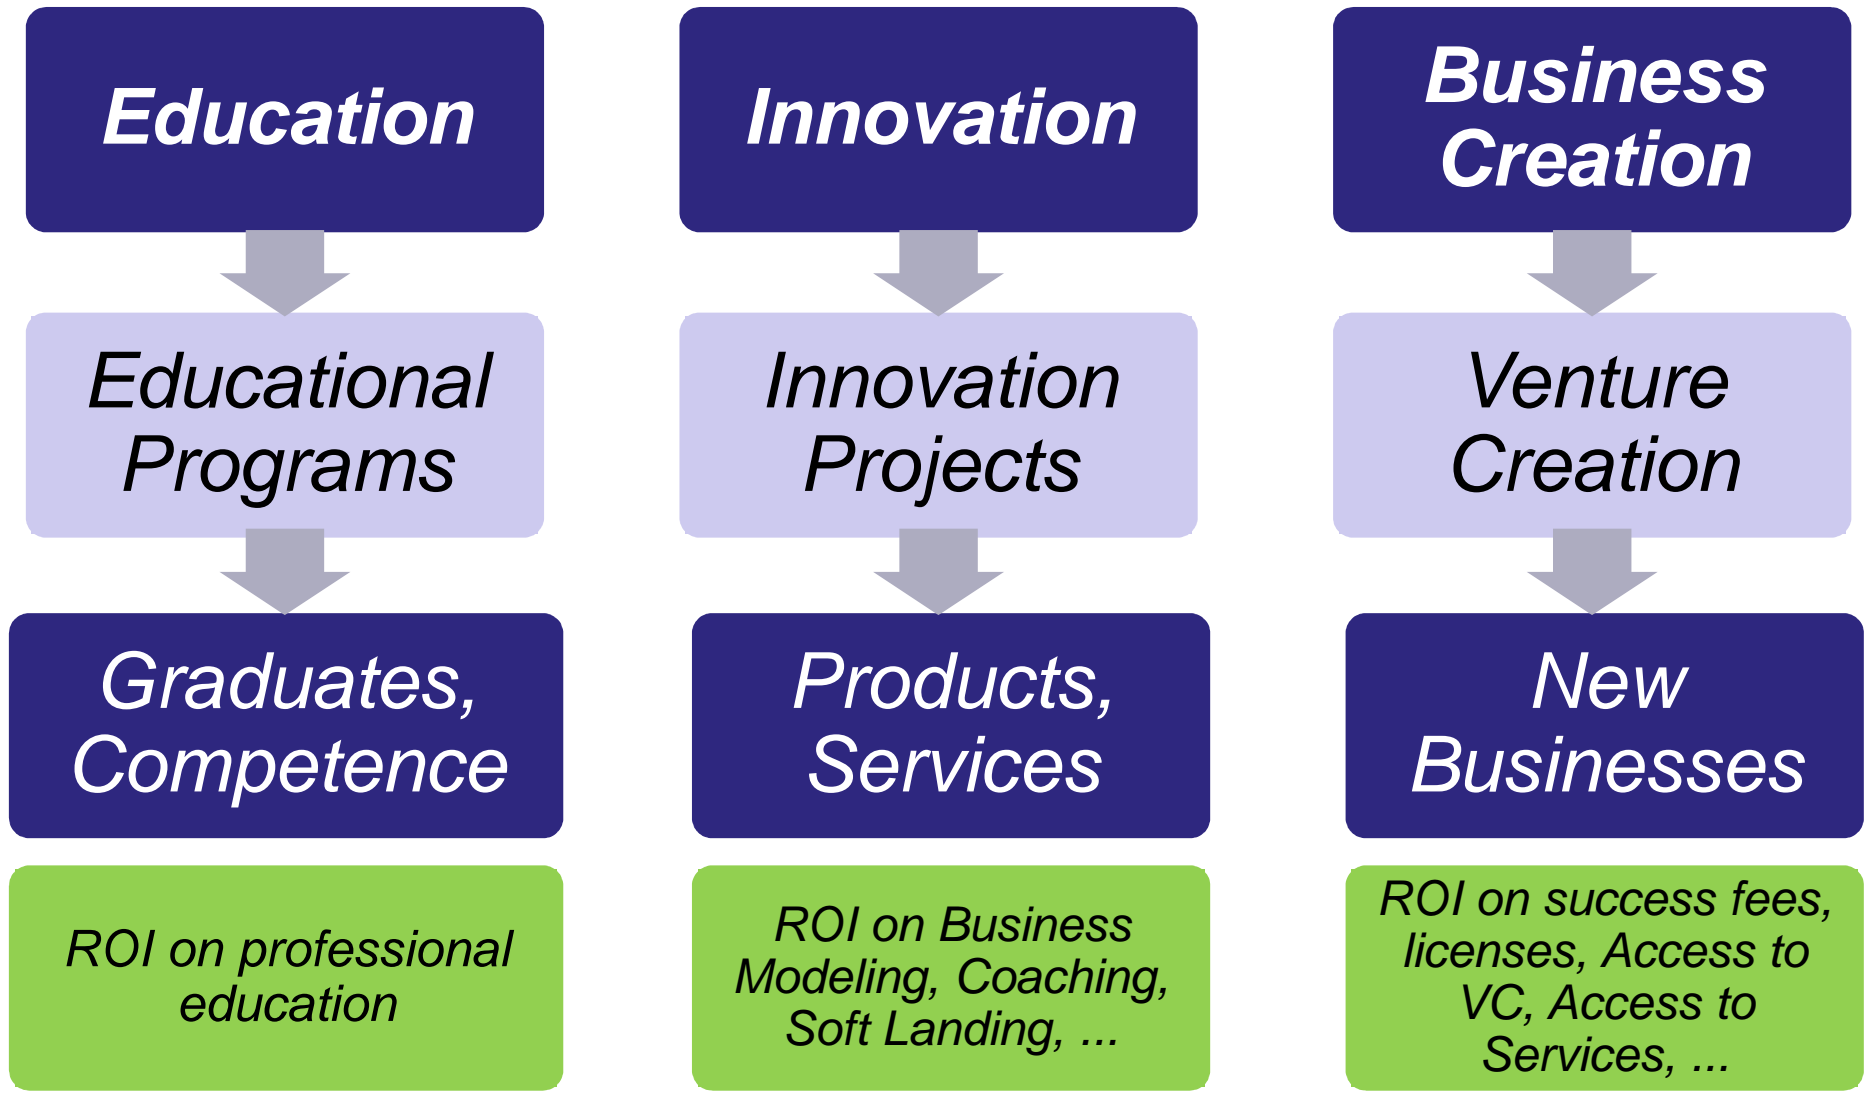 Education
Educational
Programs
Graduates,
Competence
ROI on professional
education
Innovation
Innovation
Projects
Products,
Services
ROI on Business
Modeling, Coaching,
Soft Landing, ...
Business
Creation
Venture
Creation
New
Businesses
ROI on success fees,
licenses, Access to
VC, Access to
Services, ...